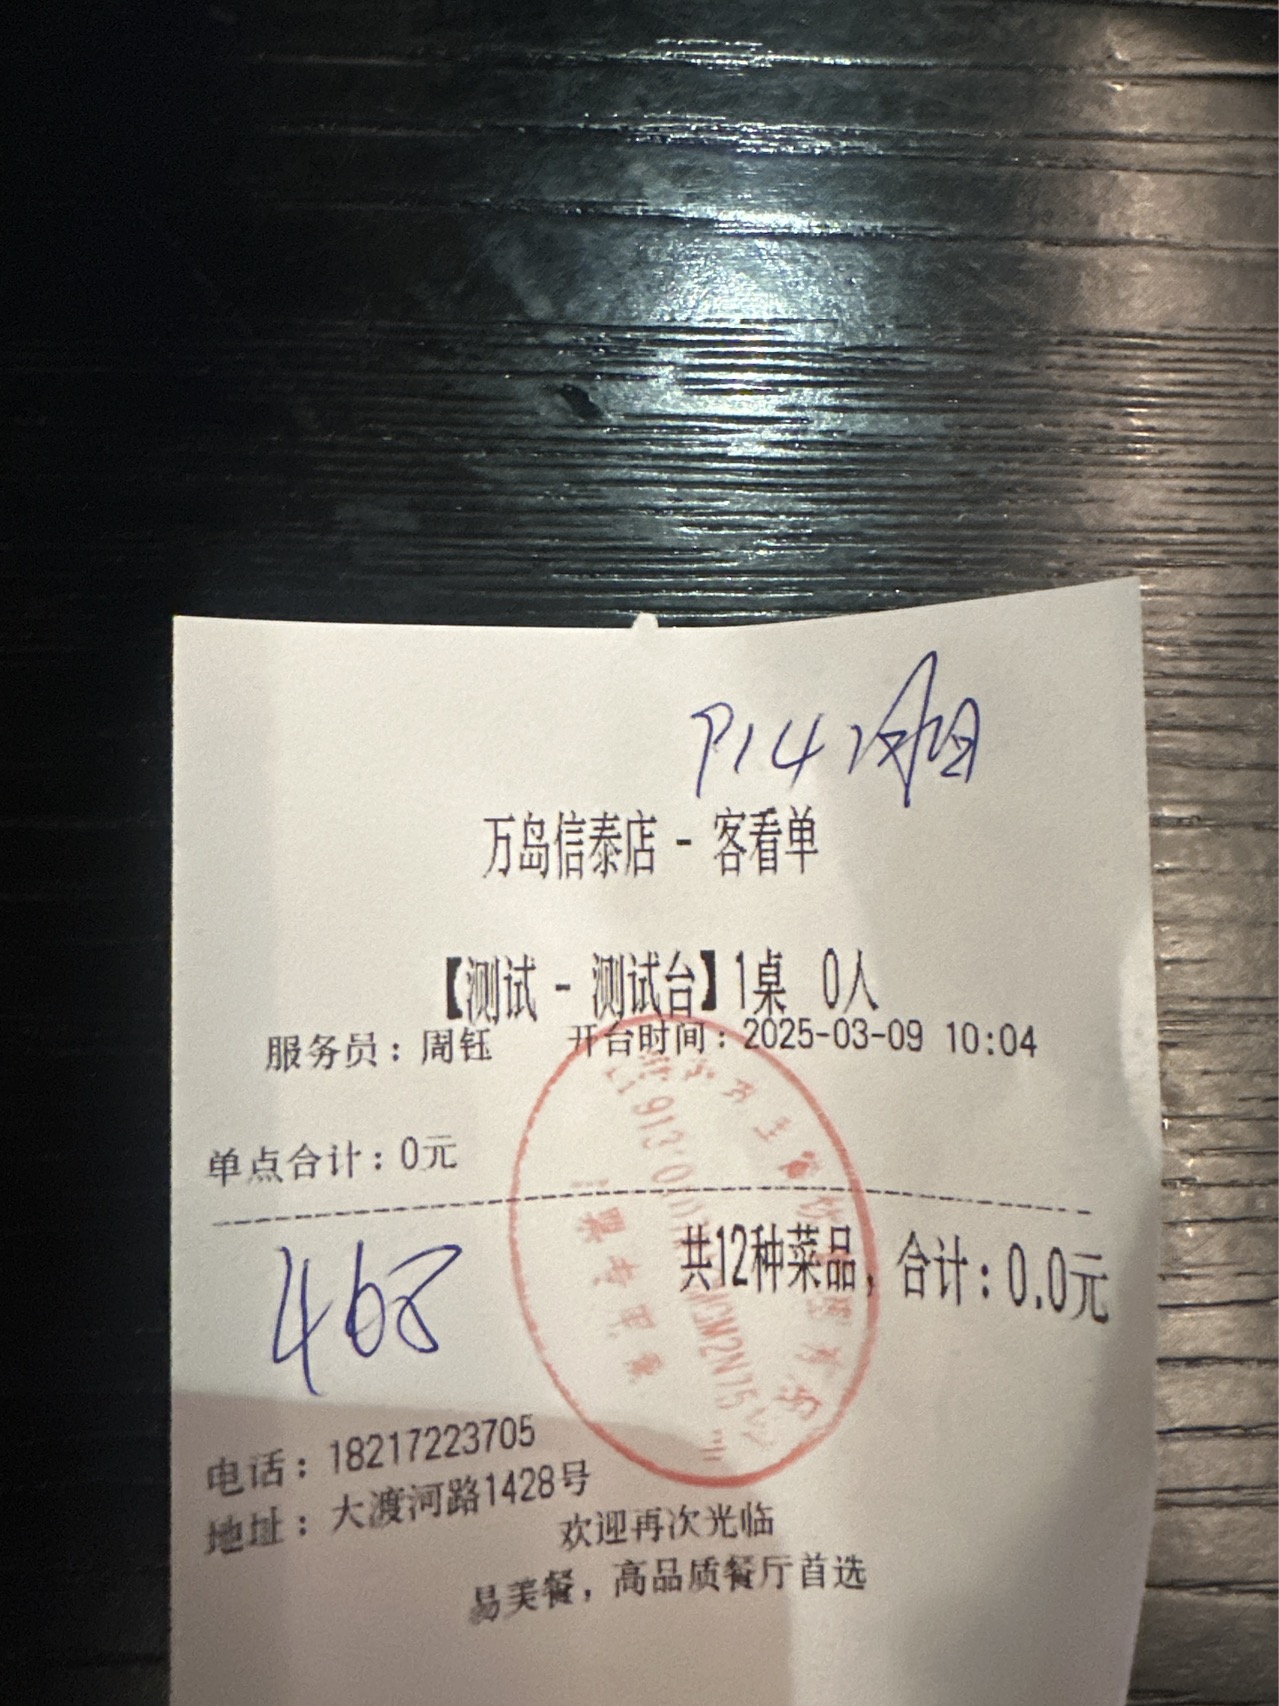 P14
万岛信泰店 - 客看单
【测试 - 测试台】1桌 0人
服务员：周钰 开台时间：2025-03-09 10:04
单点合计：0元
共12种菜品，合计：0.0元
468
电话：18217223705
地址：大渡河路1428号
欢迎再次光临
易美餐，高品质餐厅首选